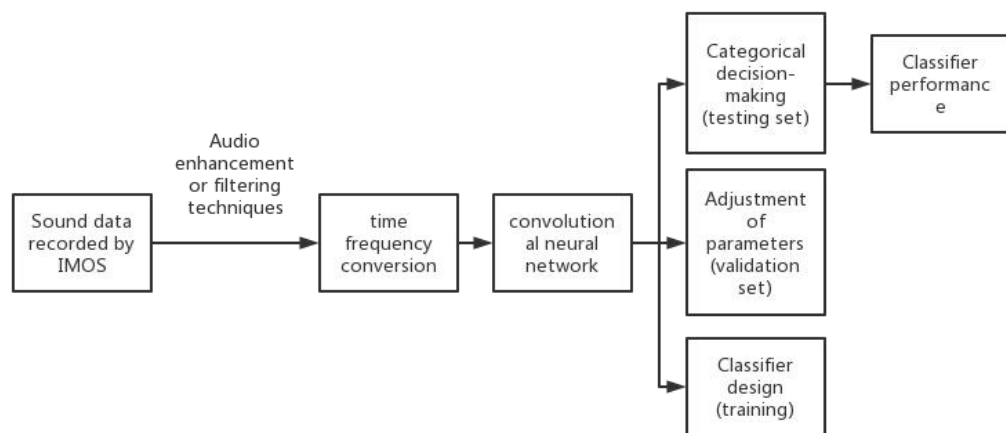 Sound data
recorded by
IMOS
Audio
enhancement
or filtering
techniques
time
frequency
conversion
convolution
al neural
network
Categorical
decision-
making
(testing set)
Classifier
performanc
e
Adjustment
of
parameters
(validation
set)
Classifier
design
(training)